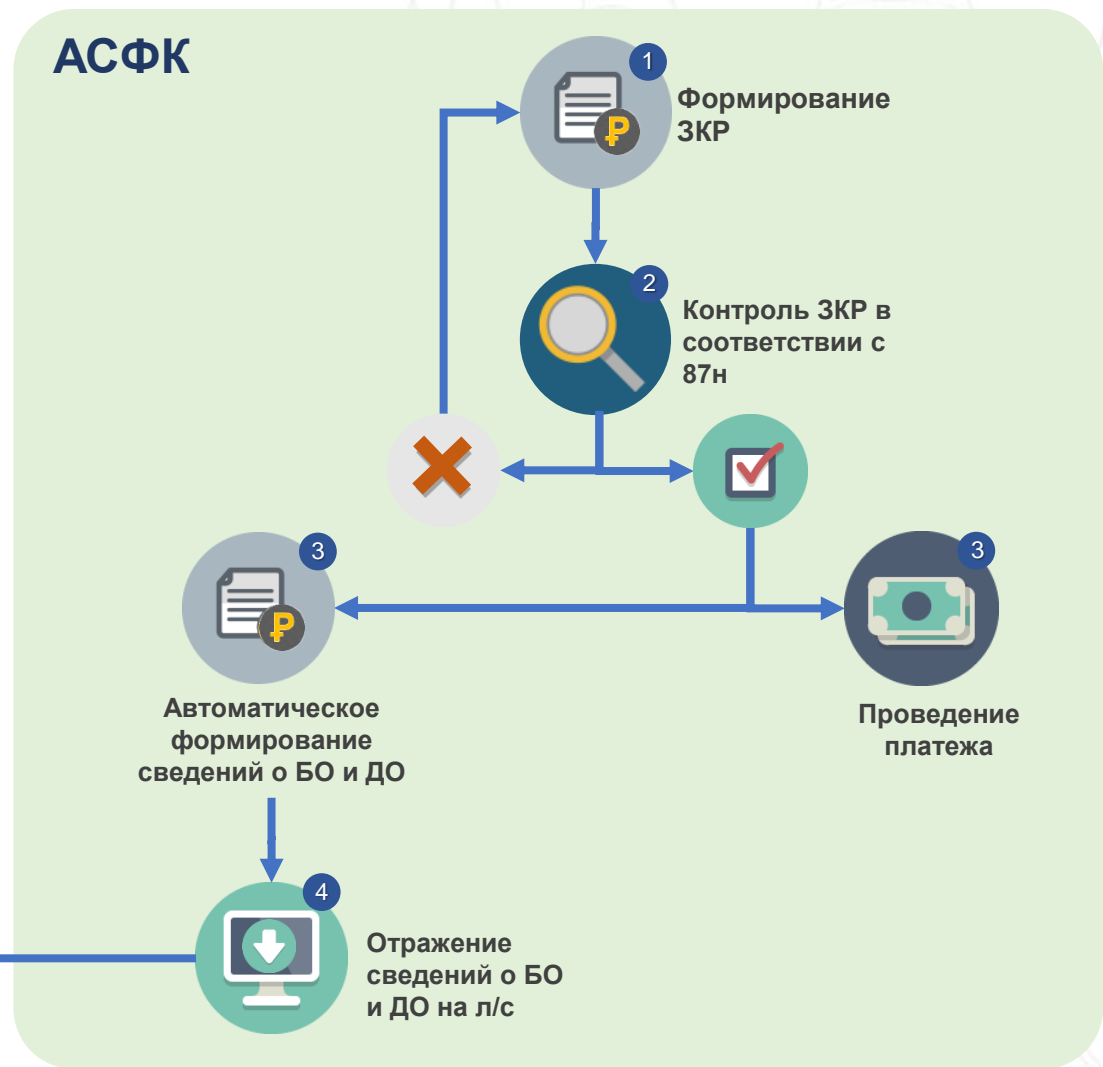 АСФК
1
Формирование
ЗКР
2
Контроль ЗКР в
соответствии с
87н
3
Автоматическое
формирование
сведений о БО и ДО
3
Проведение
платежа
4
Отражение
сведений о БО
и ДО на л/с